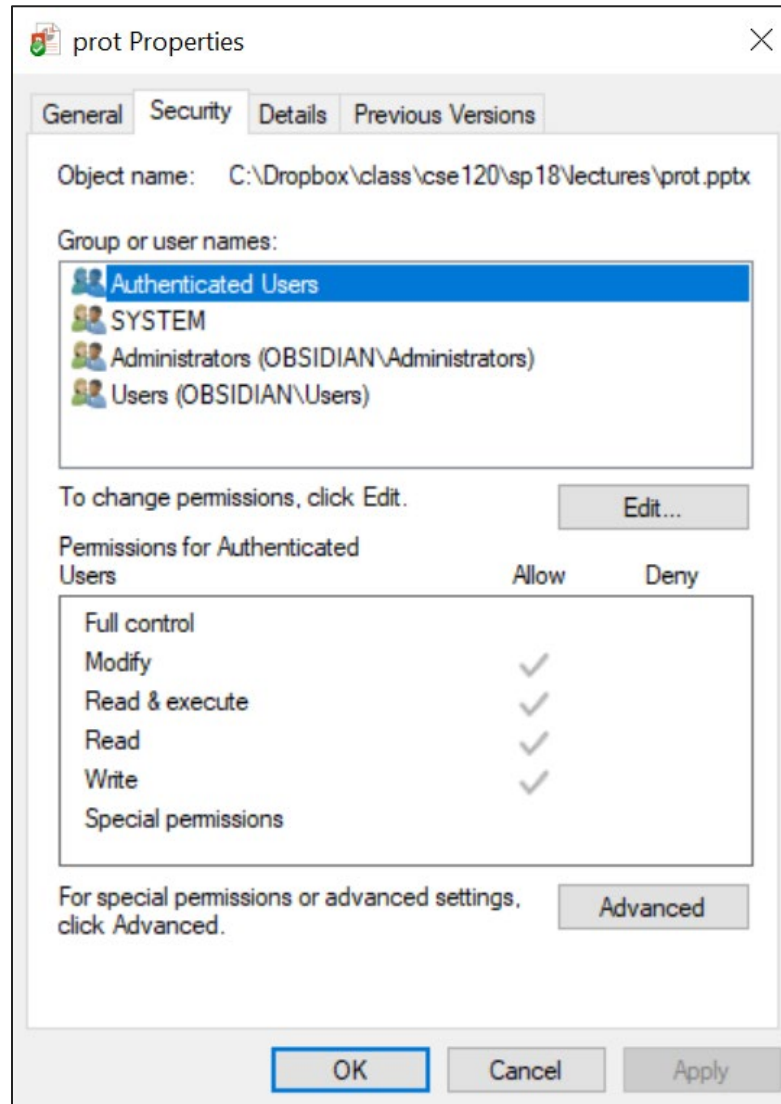 prot Properties
General Security Details Previous Versions
Object name: C:\Dropbox\class\cse120\sp18\lectures\prot.pptx
Group or user names:
Authenticated Users
SYSTEM
Administrators (OBSIDIAN\Administrators)
Users (OBSIDIAN\Users)
To change permissions, click Edit.
Edit...
Permissions for Authenticated
Users Allow Deny
Full control
Modify
Read & execute
Read
Write
Special permissions
For special permissions or advanced settings,
click Advanced.
Advanced
OK Cancel Apply